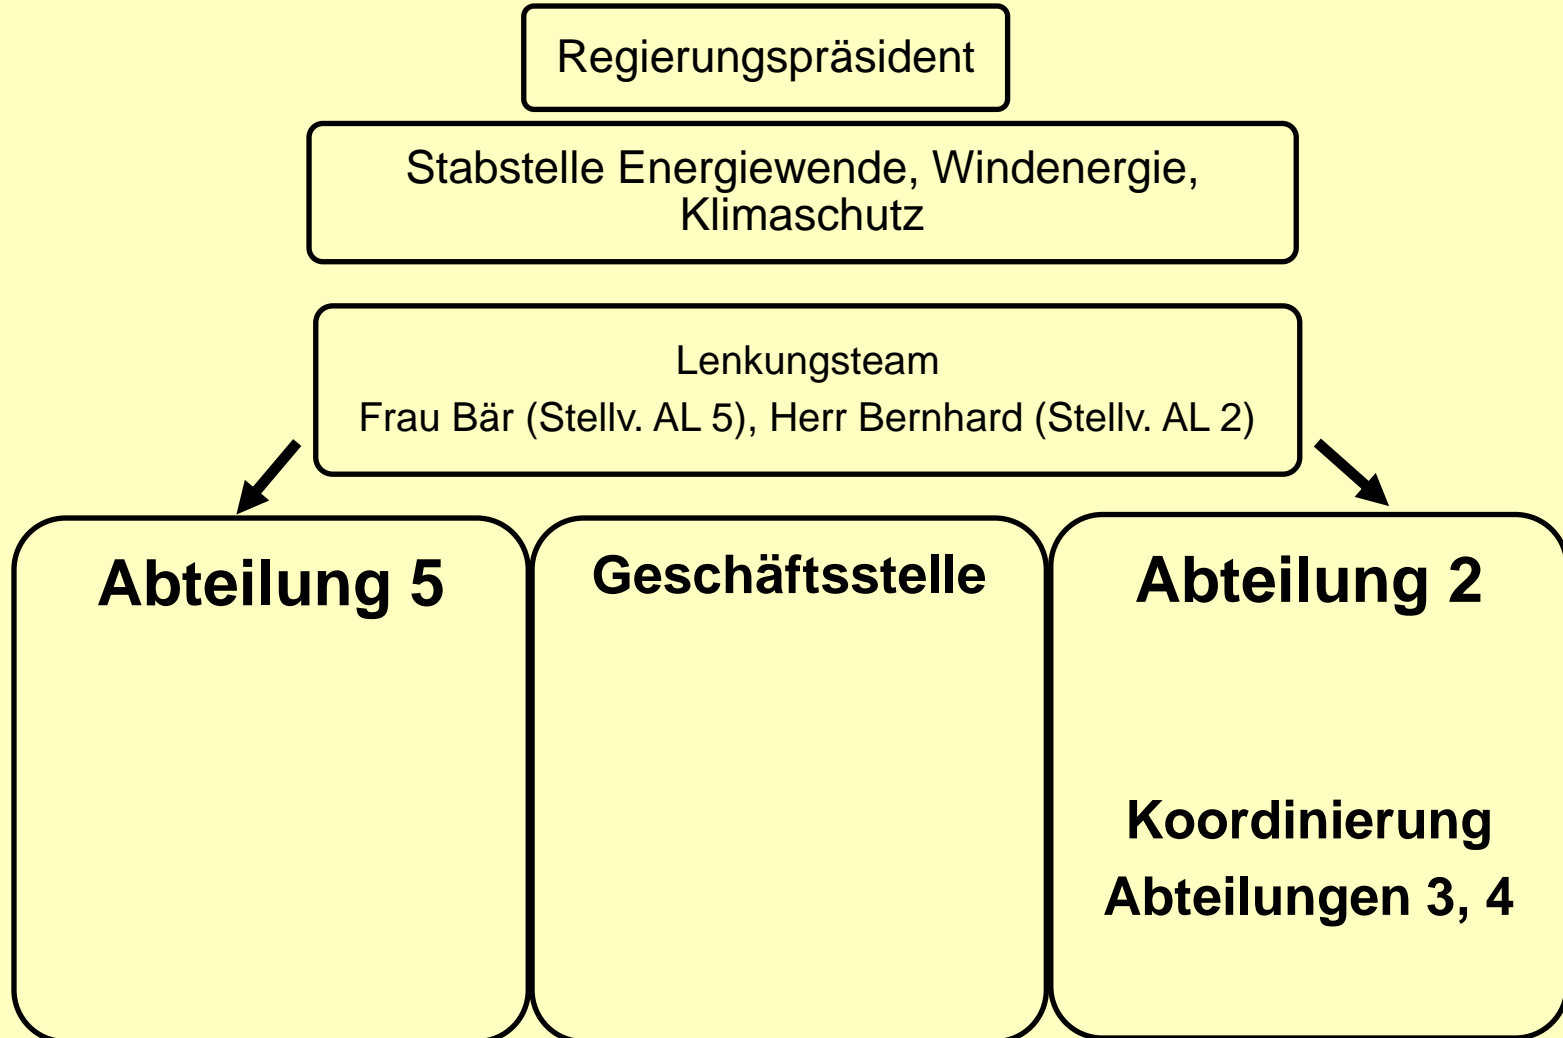 Regierungspräsident
Stabstelle Energiewende, Windenergie,
Klimaschutz
Lenkungsteam
Frau Bär (Stellv. AL 5), Herr Bernhard (Stellv. AL 2)
Abteilung 5
Geschäftsstelle
Abteilung 2
Koordinierung
Abteilungen 3, 4